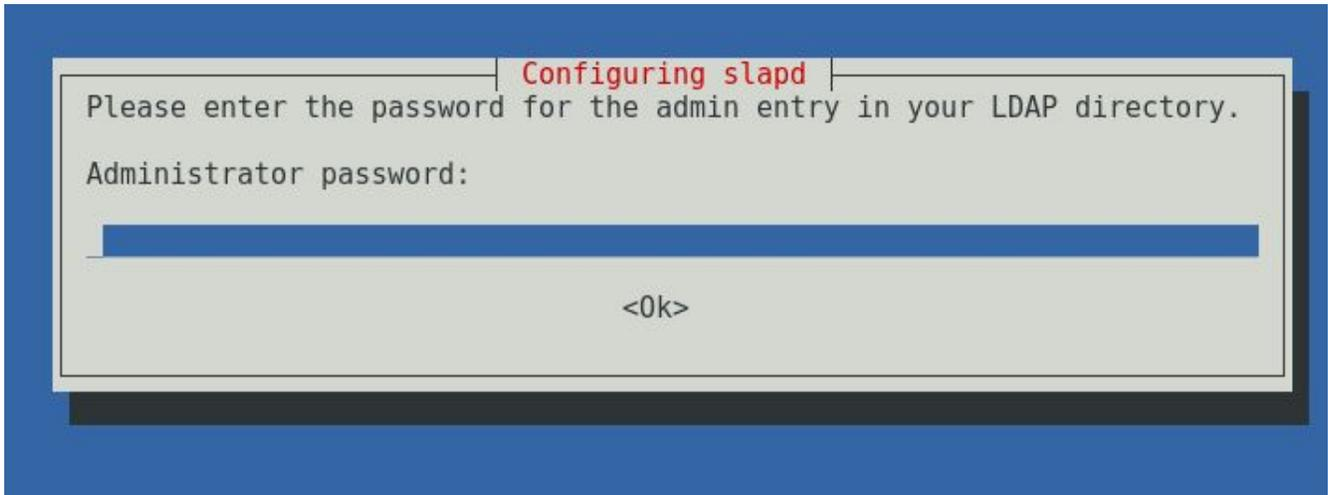 Configuring slapd
Please enter the password for the admin entry in your LDAP directory.
Administrator password:
<Ok>